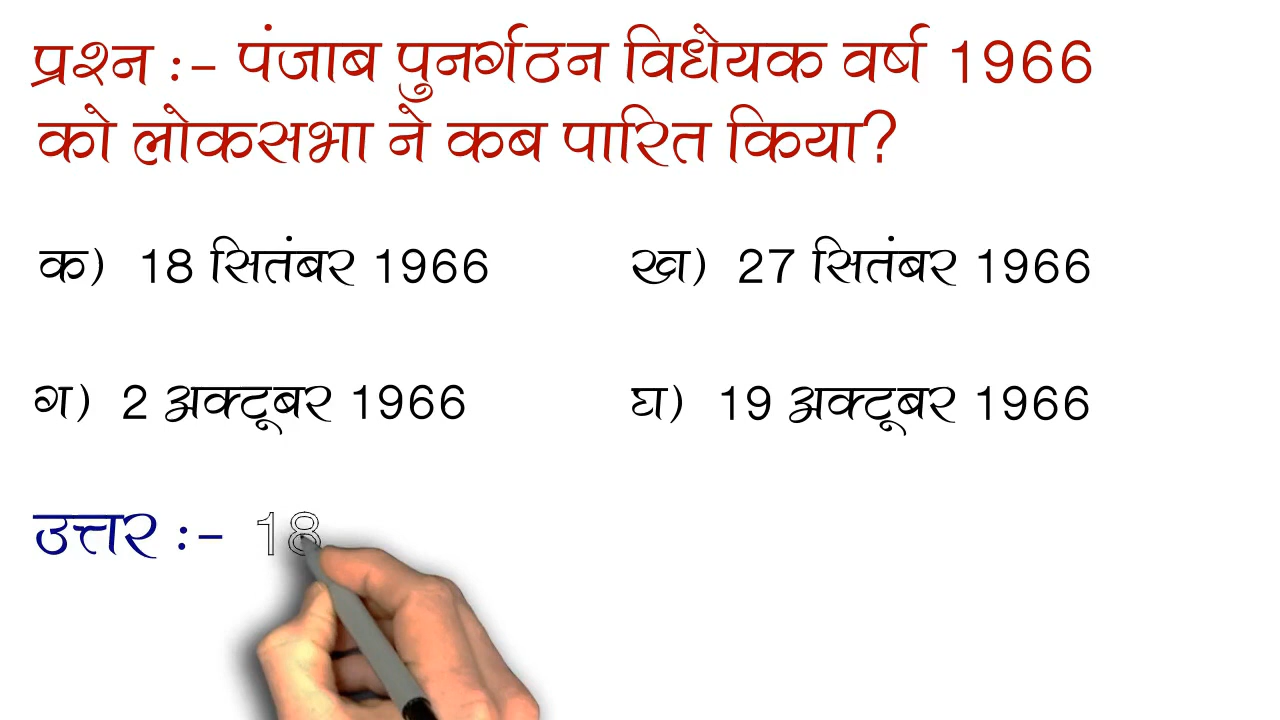 प्रश्न :- पंजाब पुनर्गठन विधेयक वर्ष 1966
को लोकसभा ने कब पारित किया?
क) 18 सितंबर 1966
ख) 27 सितंबर 1966
ग) 2 अक्टूबर 1966
घ) 19 अक्टूबर 1966
उत्तर :- 18